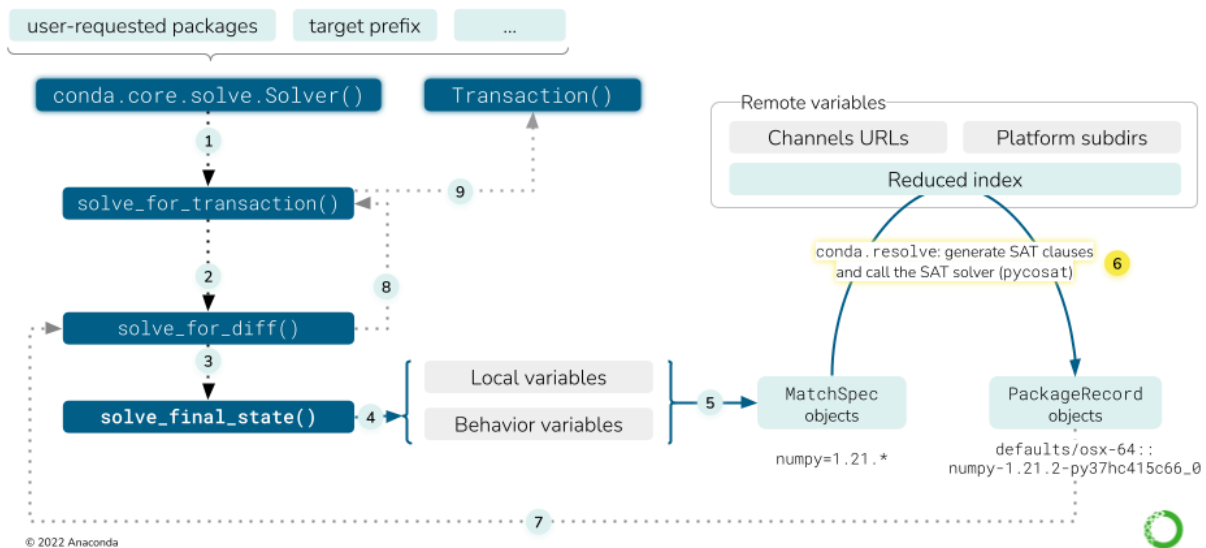 user-requested packages
target prefix
...
conda.core.solve.Solver()
Transaction()
1
solve_for_transaction()
9
2
8
solve_for_diff()
3
solve_final_state()
4
Local variables
Behavior variables
5
Remote variables
Channels URLs
Platform subdirs
Reduced index
conda.resolve: generate SAT clauses
and call the SAT solver (pycosat)
6
MatchSpec
objects
numpy=1.21.*
PackageRecord
objects
defaults/osx-64::
numpy-1.21.2-py37hc415c66_0
7
© 2022 Anaconda